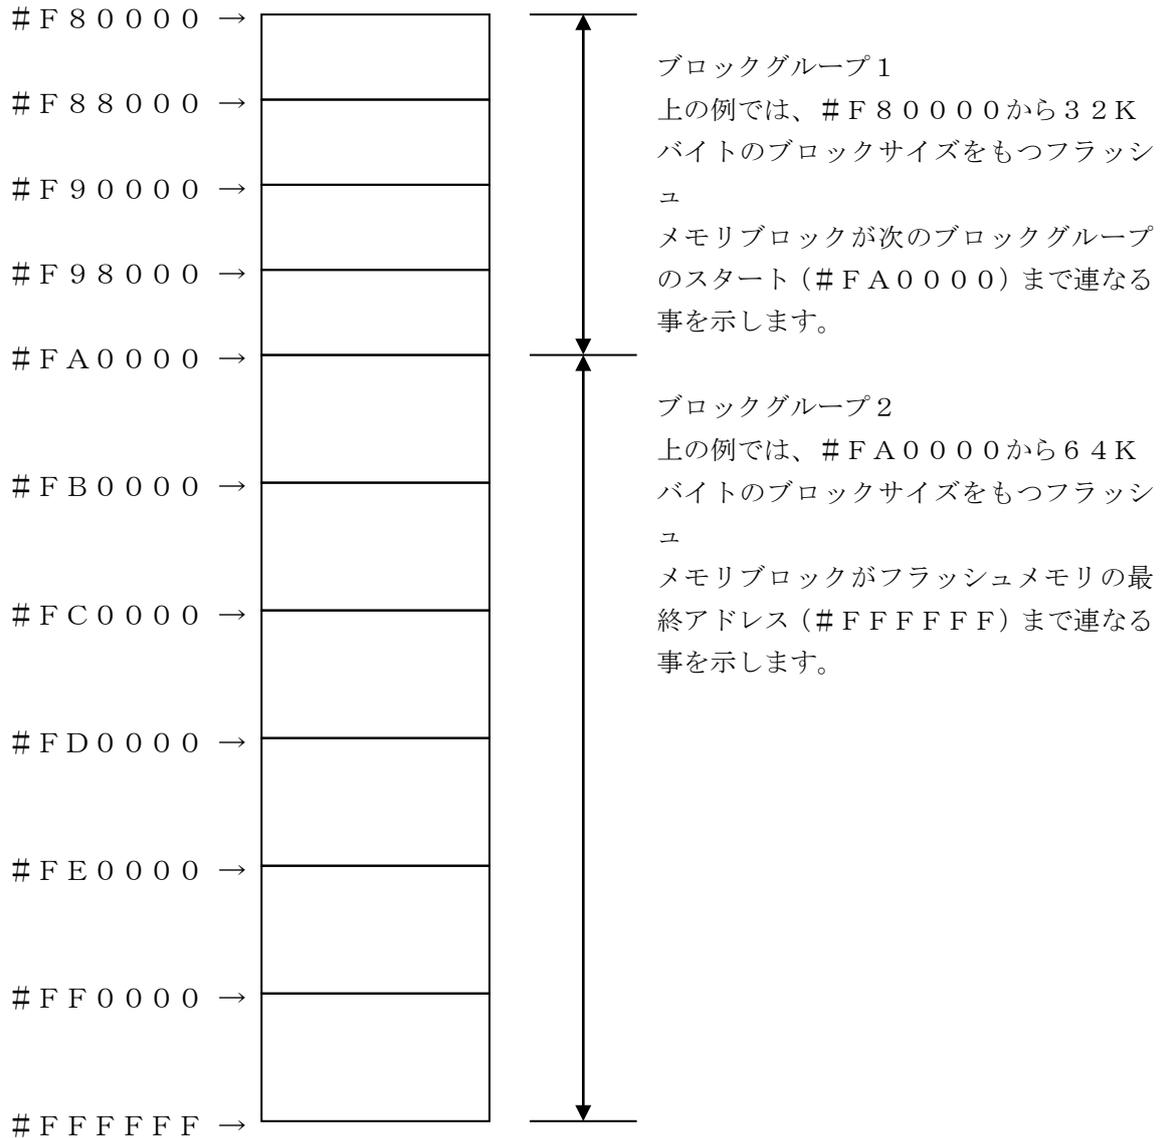 ＃Ｆ８００００ →
＃Ｆ８８０００ →
＃Ｆ９００００ →
＃Ｆ９８０００ →
＃ＦＡ００００ →
＃ＦＢ００００ →
＃ＦＣ００００ →
＃ＦＤ００００ →
＃ＦＥ００００ →
＃ＦＦ００００ →
＃ＦＦＦＦＦＦ →
ブロックグループ１
上の例では、＃Ｆ８００００から３２Ｋ
バイトのブロックサイズをもつフラッシ
ュ
メモリブロックが次のブロックグループ
のスタート（＃ＦＡ００００）まで連なる
事を示します。
ブロックグループ２
上の例では、＃ＦＡ００００から６４Ｋ
バイトのブロックサイズをもつフラッシ
ュ
メモリブロックがフラッシュメモリの最
終アドレス（＃ＦＦＦＦＦＦ）まで連なる
事を示します。